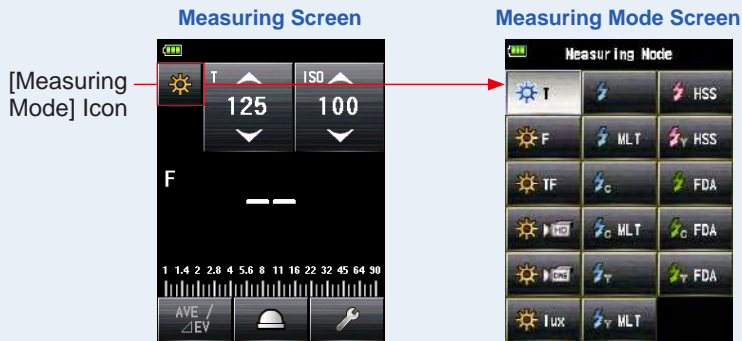 Measuring Screen
Measuring Mode Screen
[Measuring
Mode] Icon
T
ISO
125
100
F
1 1.4 2 2.8 4 5.6 8 11 16 22 32 45 64 90
AVE /
⊿EV
Measuring Mode
T
HSS
F
MLT
Y HSS
TF
C
FDA
HD
C MLT
C FDA
CINE
Y
Y FDA
lux
Y MLT